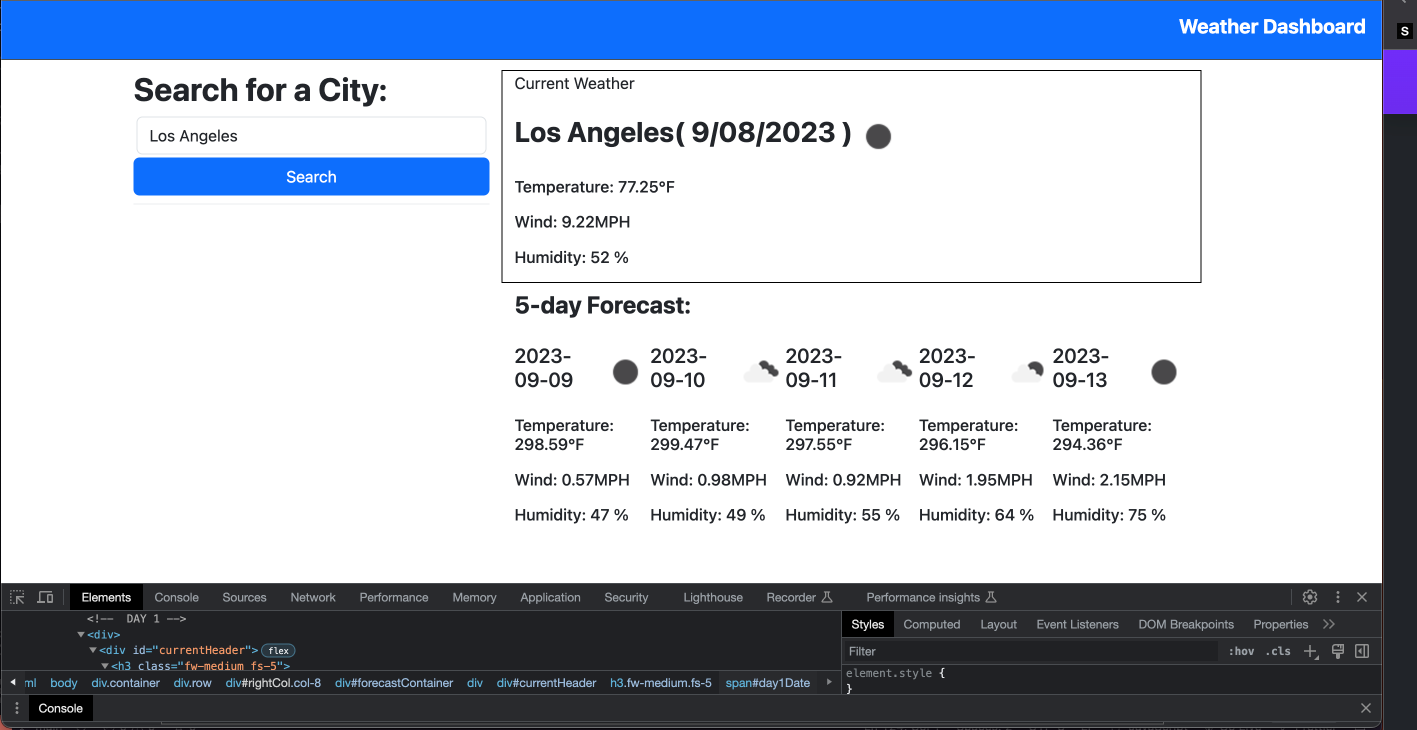 Weather Dashboard
S
Search for a City:
Los Angeles
Search
Current Weather
Los Angeles( 9/08/2023 )
Temperature: 77.25°F
Wind: 9.22MPH
Humidity: 52 %
5-day Forecast:
2023-
09-09
Temperature:
298.59°F
Wind: 0.57MPH
Humidity: 47 %
2023-
09-10
Temperature:
299.47°F
Wind: 0.98MPH
Humidity: 49 %
2023-
09-11
Temperature:
297.55°F
Wind: 0.92MPH
Humidity: 55 %
2023-
09-12
Temperature:
296.15°F
Wind: 1.95MPH
Humidity: 64 %
2023-
09-13
Temperature:
294.36°F
Wind: 2.15MPH
Humidity: 75 %
Elements Console Sources Network Performance Memory Application Security Lighthouse Recorder Performance insights
<!-- DAY 1 -->
<div>
<div id="currentHeader"> flex
<h3 class="fw-medium fs-5">
ml body div.container div.row div#rightCol.col-8 div#forecastContainer div div#currentHeader h3.fw-medium.fs-5 span#day1Date
Styles Computed Layout Event Listeners DOM Breakpoints Properties
Filter :hov .cls
element.style {
}
Console